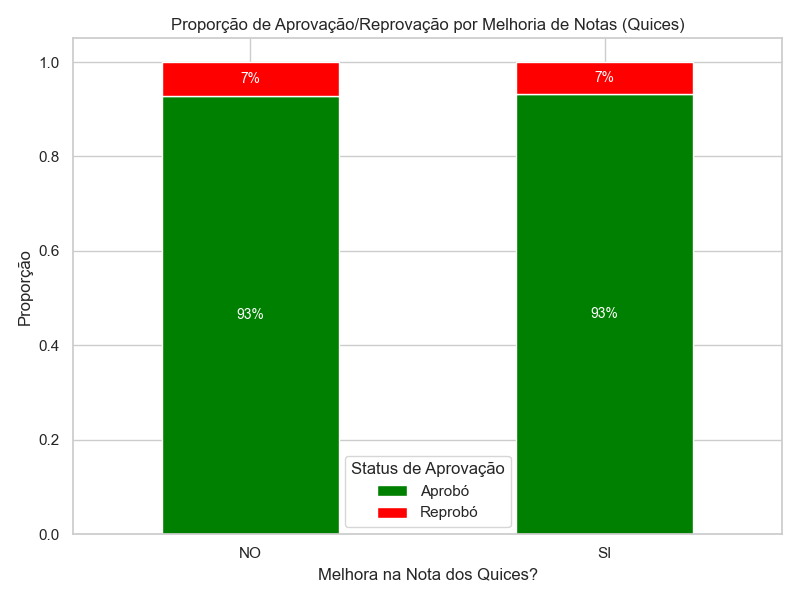 Proporção de Aprovação/Reprovação por Melhoria de Notas (Quices)
Proporção
1.0
0.8
0.6
0.4
0.2
0.0
7%
7%
93%
93%
Status de Aprovação
Aprobó
Reprobó
NO
SI
Melhora na Nota dos Quices?